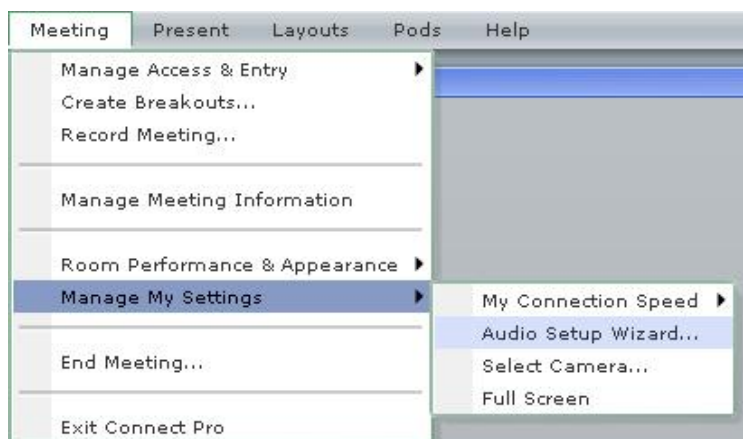 Meeting Present Layouts Pods Help
Manage Access & Entry
Create Breakouts...
Record Meeting...
Manage Meeting Information
Room Performance & Appearance
Manage My Settings
End Meeting...
Exit Connect Pro
My Connection Speed
Audio Setup Wizard...
Select Camera...
Full Screen